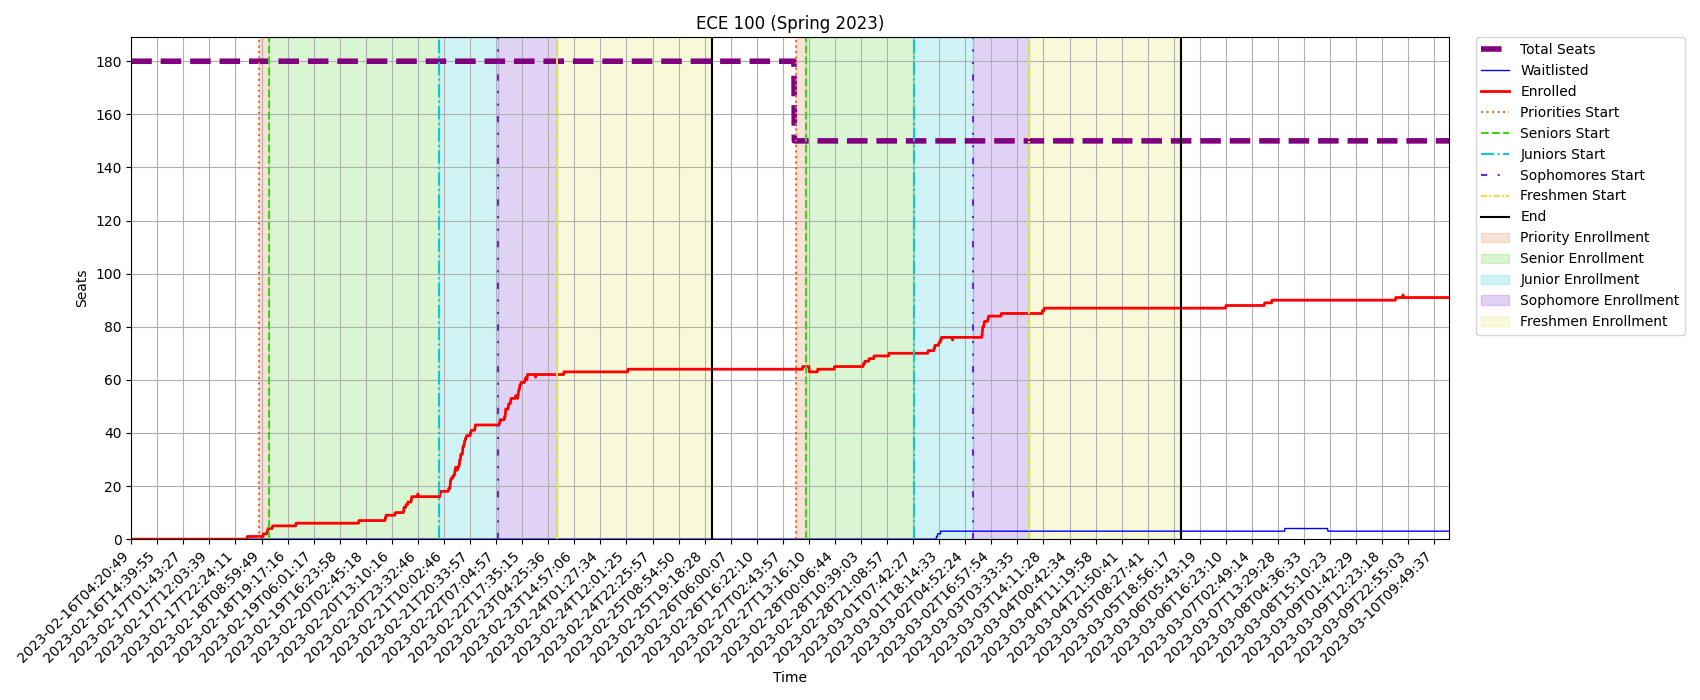 ECE 100 (Spring 2023)
Total Seats
Waitlisted
Enrolled
Priorities Start
Seniors Start
Juniors Start
Sophomores Start
Freshmen Start
End
Priority Enrollment
Senior Enrollment
Junior Enrollment
Sophomore Enrollment
Freshmen Enrollment
180
160
140
120
100
80
60
40
20
0
Seats
2023-02-16T04:20:49
2023-02-16T14:39:55
2023-02-17T01:43:27
2023-02-17T12:03:39
2023-02-17T22:24:11
2023-02-18T08:59:49
2023-02-18T19:17:16
2023-02-19T06:01:17
2023-02-19T16:23:58
2023-02-20T02:45:18
2023-02-20T13:10:16
2023-02-20T23:32:46
2023-02-21T10:02:46
2023-02-21T20:33:57
2023-02-22T07:04:57
2023-02-22T17:35:15
2023-02-23T04:25:36
2023-02-23T14:57:06
2023-02-24T01:27:34
2023-02-24T12:01:25
2023-02-24T22:25:57
2023-02-25T08:54:50
2023-02-25T19:18:28
2023-02-26T06:00:07
2023-02-26T16:22:10
2023-02-27T02:43:57
2023-02-27T13:16:10
2023-02-28T00:06:44
2023-02-28T10:39:03
2023-02-28T21:08:57
2023-03-01T07:42:27
2023-03-01T18:14:33
2023-03-02T04:52:24
2023-03-02T16:57:54
2023-03-03T03:33:35
2023-03-03T14:11:28
2023-03-04T00:42:34
2023-03-04T11:19:58
2023-03-04T21:50:41
2023-03-05T08:27:41
2023-03-05T18:56:17
2023-03-06T05:43:19
2023-03-06T16:23:10
2023-03-07T02:49:14
2023-03-07T13:29:28
2023-03-08T04:36:33
2023-03-08T15:10:23
2023-03-09T01:42:29
2023-03-09T12:23:18
2023-03-09T22:55:03
2023-03-10T09:49:37
Time